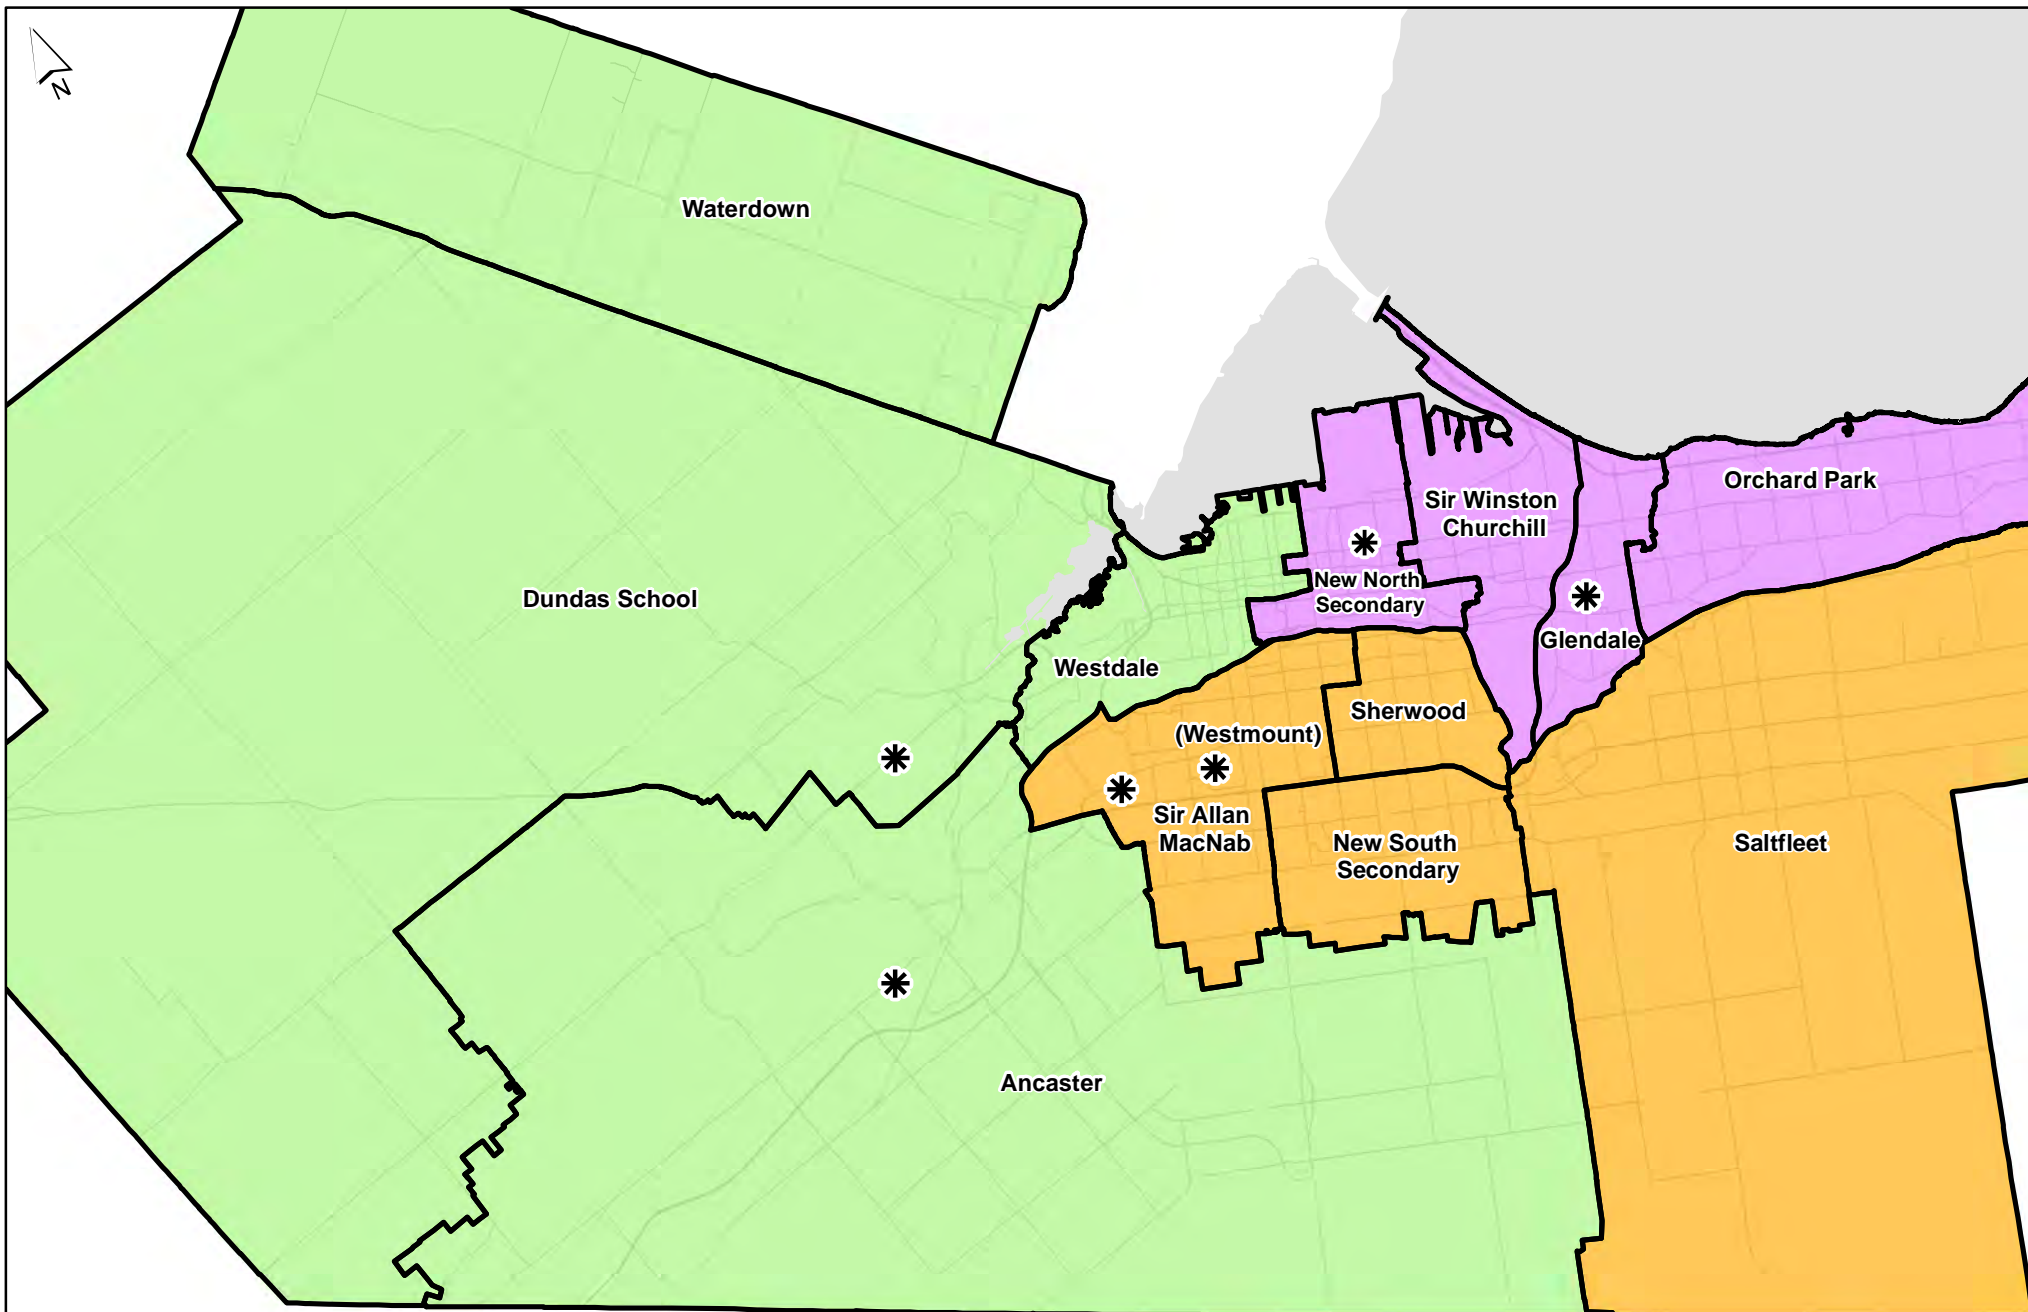 N
Waterdown
Orchard Park
Sir Winston
Churchill
New North
Secondary
Dundas School
Glendale
Westdale
Sherwood
(Westmount)
Sir Allan
MacNab
New South
Secondary
Saltfleet
Ancaster